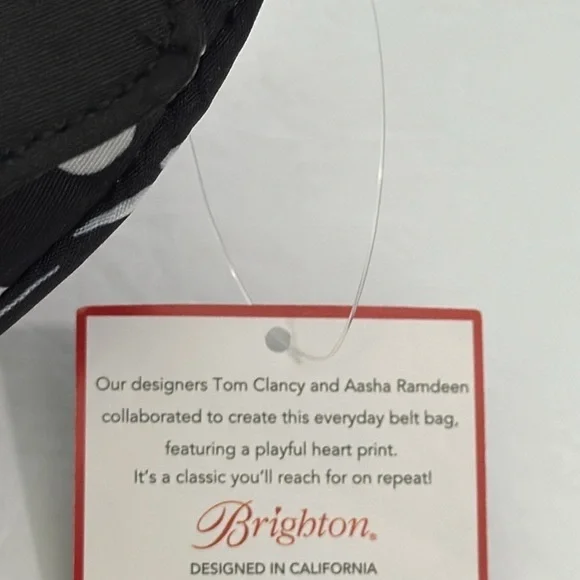 Our designers Tom Clancy and Aasha Ramdeen
collaborated to create this everyday belt bag,
featuring a playful heart print.
It's a classic you'll reach for on repeat!
Brighton®
DESIGNED IN CALIFORNIA